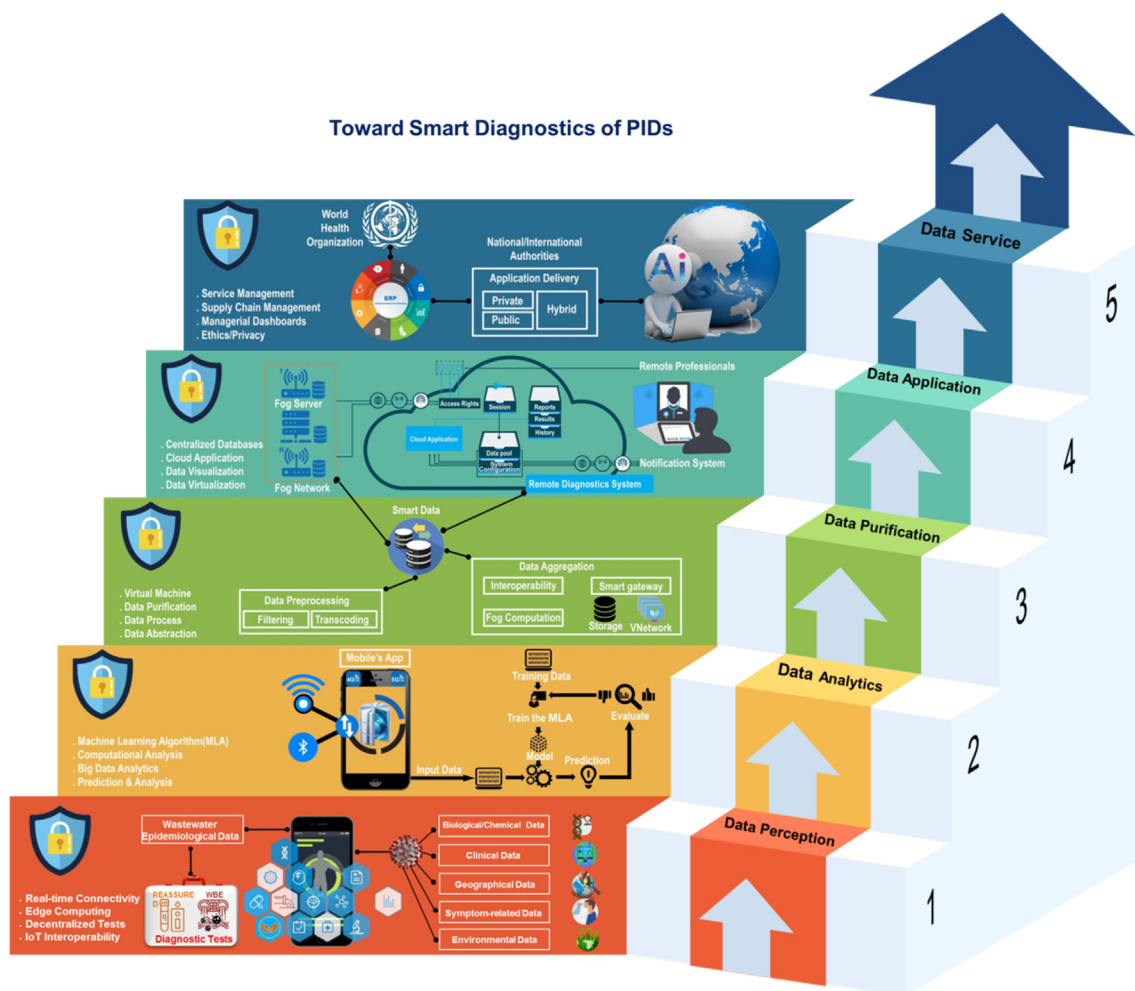 Toward Smart Diagnostics of PIDs
World
Health
Organization
National/International
Authorities
Application Delivery
Private
Public
Hybrid
ERP
Ai
. Service Management
. Supply Chain Management
. Managerial Dashboards
. Ethics/Privacy
Data Service
5
Fog Server
Fog Network
N
Access Rights
Session
Reports
Results
History
Cloud Application
Data pool
System
Configuration
Remote Professionals
Notification System
Remote Diagnostics System
. Centralized Databases
. Cloud Application
. Data Visualization
. Data Virtualization
Data Application
4
Smart Data
Data Preprocessing
Filtering
Transcoding
Data Aggregation
Interoperability
Smart gateway
Fog Computation
Storage
VNetwork
. Virtual Machine
. Data Purification
. Data Process
. Data Abstraction
Data Purification
3
Mobile's App
4G
5G
Training Data
Train the MLA
Evaluate
Model
Prediction
Input Data
. Machine Learning Algorithm(MLA)
. Computational Analysis
. Big Data Analytics
. Prediction & Analysis
Data Analytics
2
Wastewater
Epidemiological Data
REASSURE
WBE
Diagnostic Tests
Biological/Chemical Data
Clinical Data
Geographical Data
Symptom-related Data
Environmental Data
. Real-time Connectivity
. Edge Computing
. Decentralized Tests
. IoT Interoperability
Data Perception
1